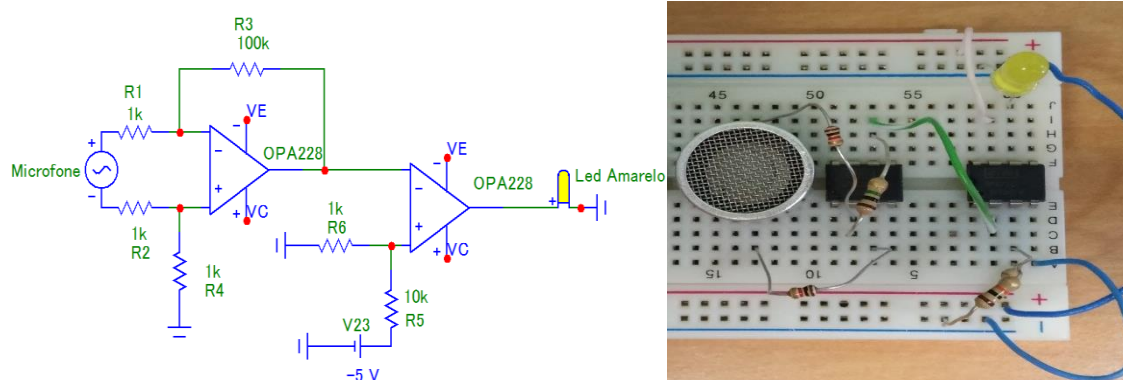 R3
100k
R1
1k
VE
OPA228
Microfone
VC
1k
R2
1k
R4
VE
OPA228
Led Amarelo
1k
R6
VC
10k
R5
V23
-5 V
45
50
55
J
I
H
G
F
E
D
C
B
A
15
10
5